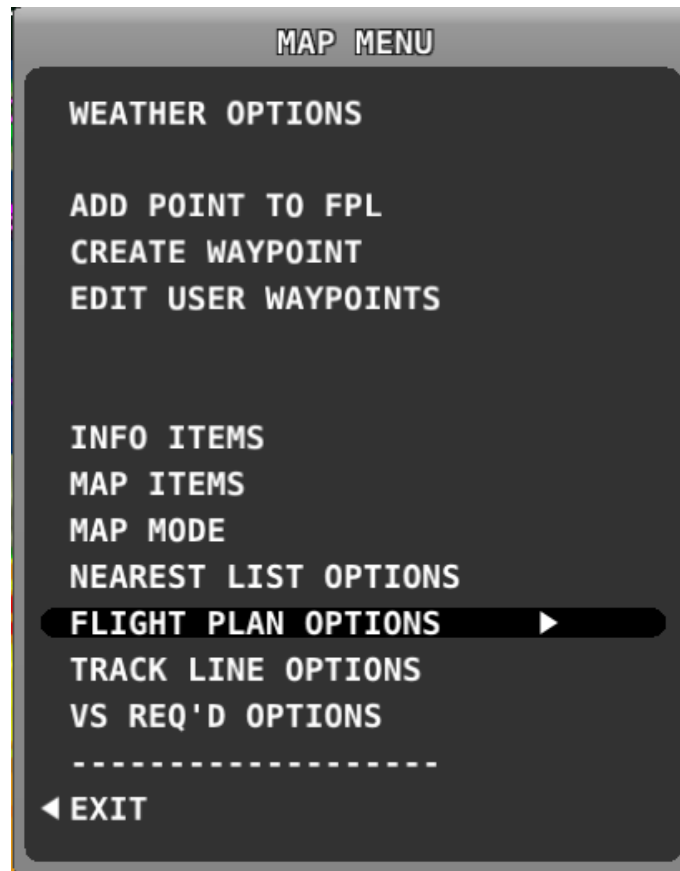 MAP MENU
WEATHER OPTIONS
ADD POINT TO FPL
CREATE WAYPOINT
EDIT USER WAYPOINTS
INFO ITEMS
MAP ITEMS
MAP MODE
NEAREST LIST OPTIONS
FLIGHT PLAN OPTIONS ▶
TRACK LINE OPTIONS
VS REQ'D OPTIONS
-------------------
◀EXIT